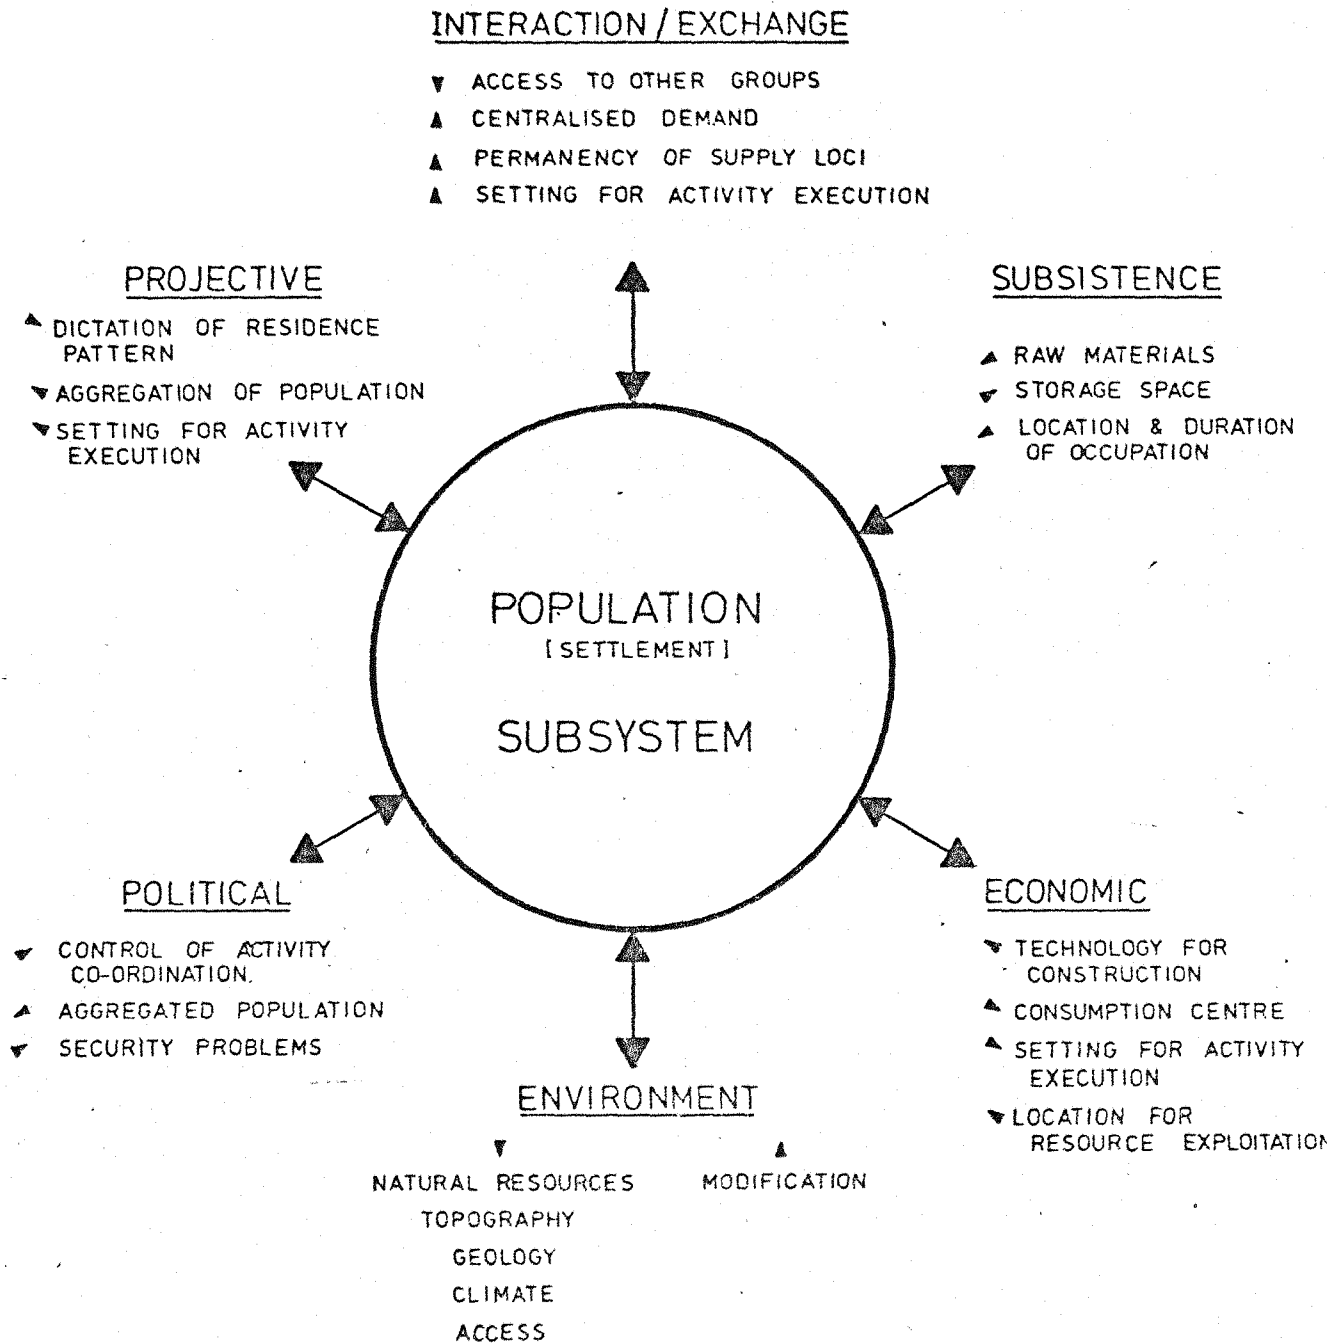 INTERACTION / EXCHANGE
ACCESS TO OTHER GROUPS
CENTRALISED DEMAND
PERMANENCY OF SUPPLY LOCI
SETTING FOR ACTIVITY EXECUTION
PROJECTIVE
DICTATION OF RESIDENCE
PATTERN
AGGREGATION OF POPULATION
SETTING FOR ACTIVITY
EXECUTION
SUBSISTENCE
RAW MATERIALS
STORAGE SPACE
LOCATION & DURATION
OF OCCUPATION
POPULATION
[SETTLEMENT]
SUBSYSTEM
POLITICAL
CONTROL OF ACTIVITY
CO-ORDINATION.
AGGREGATED POPULATION
SECURITY PROBLEMS
ECONOMIC
TECHNOLOGY FOR
CONSTRUCTION
CONSUMPTION CENTRE
SETTING FOR ACTIVITY
EXECUTION
LOCATION FOR
RESOURCE EXPLOITATION
ENVIRONMENT
NATURAL RESOURCES
TOPOGRAPHY
GEOLOGY
CLIMATE
ACCESS
MODIFICATION